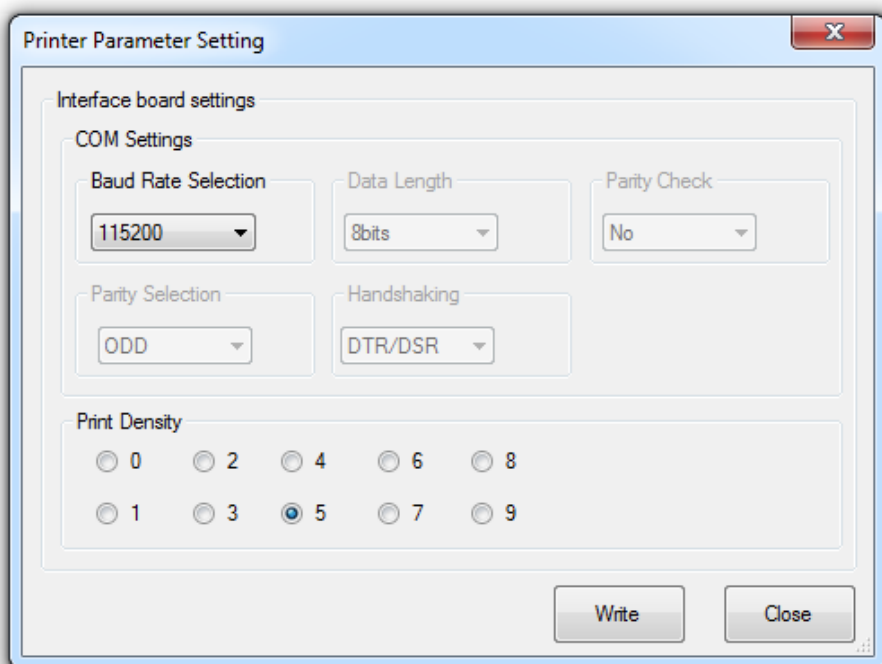 Printer Parameter Setting
Interface board settings
COM Settings
Baud Rate Selection
Data Length
Parity Check
115200
8bits
No
Parity Selection
Handshaking
ODD
DTR/DSR
Print Density
0 2 4 6 8
1 3 5 7 9
Write
Close